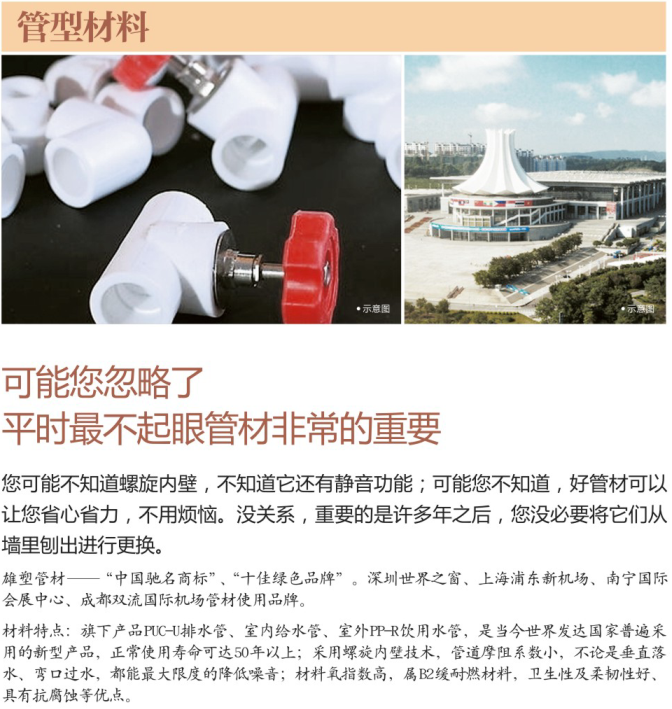 管型材料
•示意图
•示意图
可能您忽略了
平时最不起眼管材非常的重要
您可能不知道螺旋内壁，不知道它还有静音功能；可能您不知道，好管材可以
让您省心省力，不用烦恼。没关系，重要的是许多年之后，您没必要将它们从
墙里刨出进行更换。
雄塑管材——“中国驰名商标”、“十佳绿色品牌”。深圳世界之窗、上海浦东新机场、南宁国际
会展中心、成都双流国际机场管材使用品牌。
材料特点：旗下产品PUC-U排水管、室内给水管、室外PP-R饮用水管，是当今世界发达国家普遍采
用的新型产品，正常使用寿命可达50年以上；采用螺旋内壁技术，管道摩阻系数小，不论是垂直落
水、弯口过水，都能最大限度的降低噪音；材料氧指数高，属B2缓耐燃材料，卫生性及柔韧性好、
具有抗腐蚀等优点。